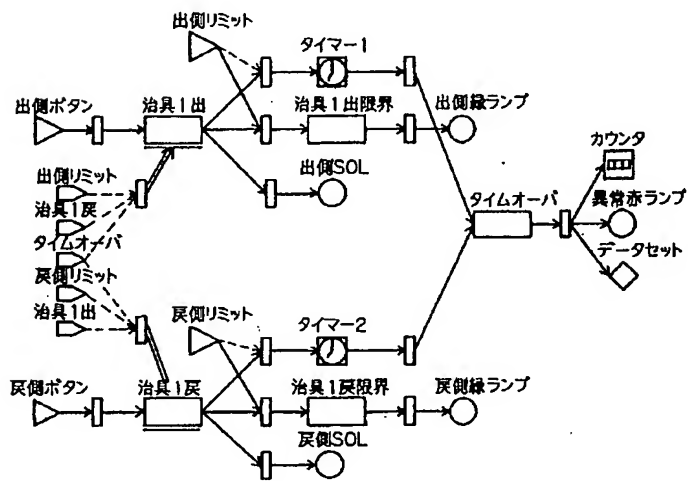 出側リミット
タイマー1
出側ボタン
治具1出
治具1出限界
出側緑ランプ
カウンタ
出側リミット
出側SOL
治具1戻
タイムオーバ
異常赤ランプ
タイムオーバ
データセット
戻側リミット
治具1出
戻側リミット
タイマー2
戻側ボタン
治具1戻
治具1戻限界
戻側緑ランプ
戻側SOL